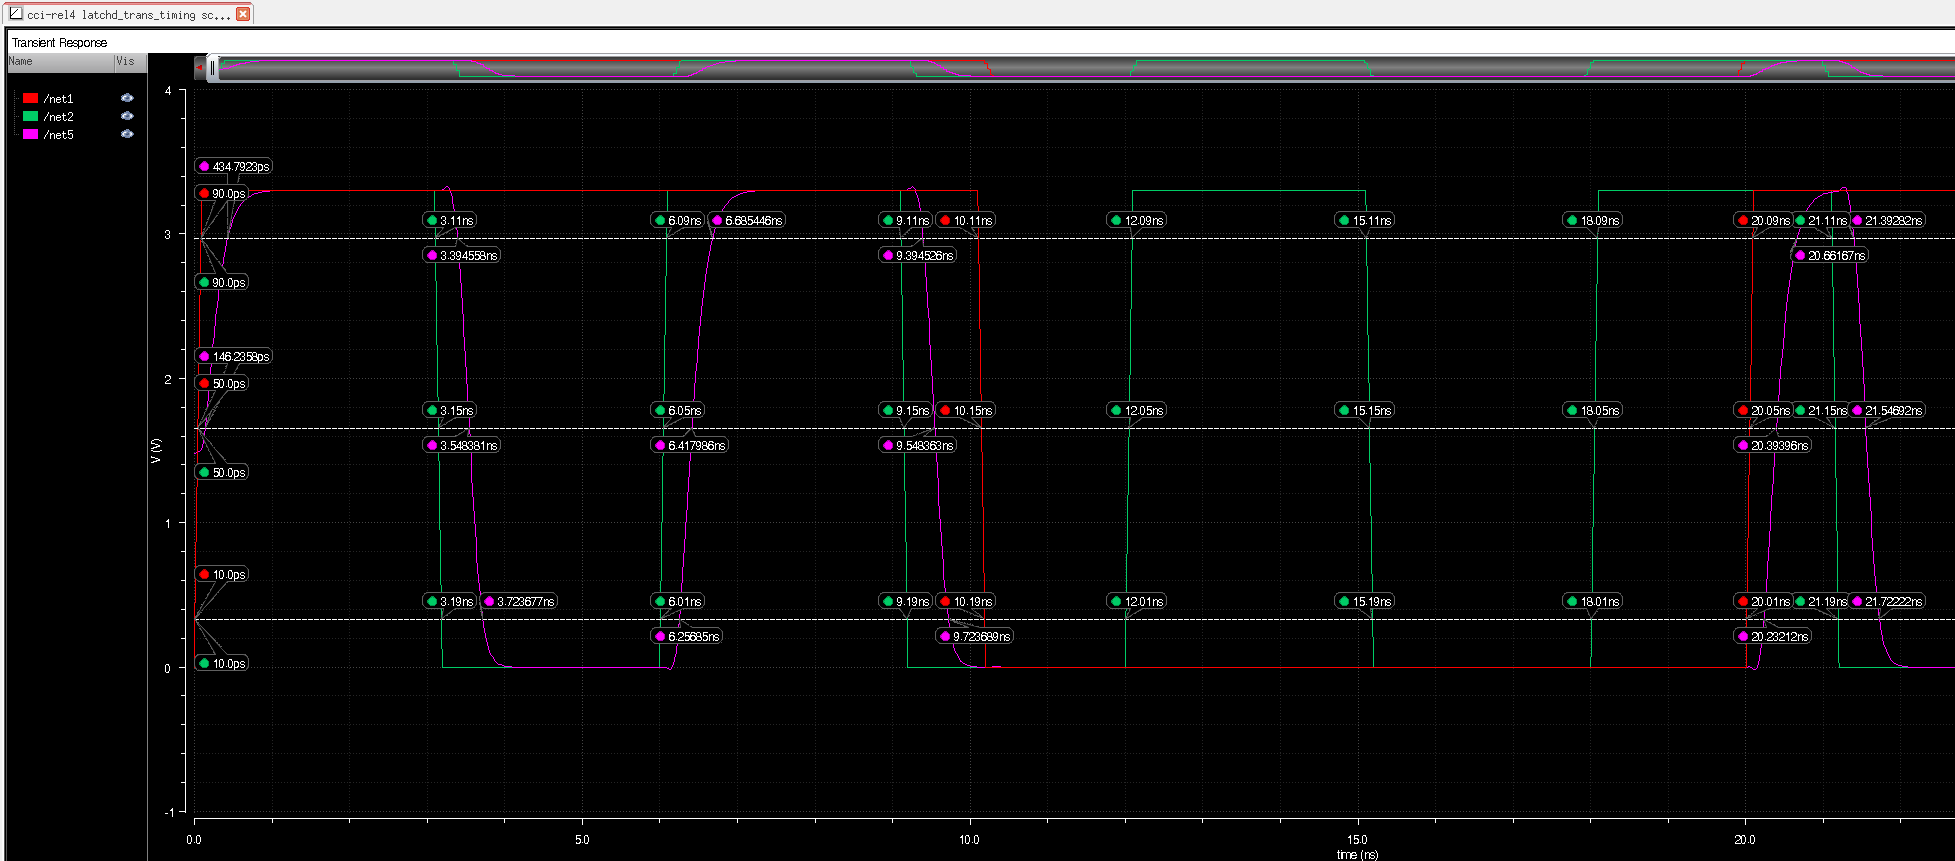 cci-rel4 latchd_trans_timing sc...
Transient Response
Name Vis
/net1
/net2
/net5
4
434.7923ps
90.0ps
3.11ns 6.09ns 6.685446ns 9.11ns 10.11ns 12.09ns 15.11ns 18.09ns 20.09ns 21.11ns 21.39282ns
3
3.394558ns 9.394526ns 20.66167ns
90.0ps
146.2358ps
2
50.0ps
3.15ns 6.05ns 9.15ns 10.15ns 12.05ns 15.15ns 18.05ns 20.05ns 21.15ns 21.54692ns
3.548381ns 6.417986ns 9.548363ns 20.39396ns
V (V)
50.0ps
1
10.0ps
3.19ns 3.723677ns 6.01ns 9.19ns 10.19ns 12.01ns 15.19ns 18.01ns 20.01ns 21.19ns 21.72222ns
6.25685ns 9.723689ns 20.23212ns
10.0ps
0
-1
0.0 5.0 10.0 15.0 20.0
time (ns)